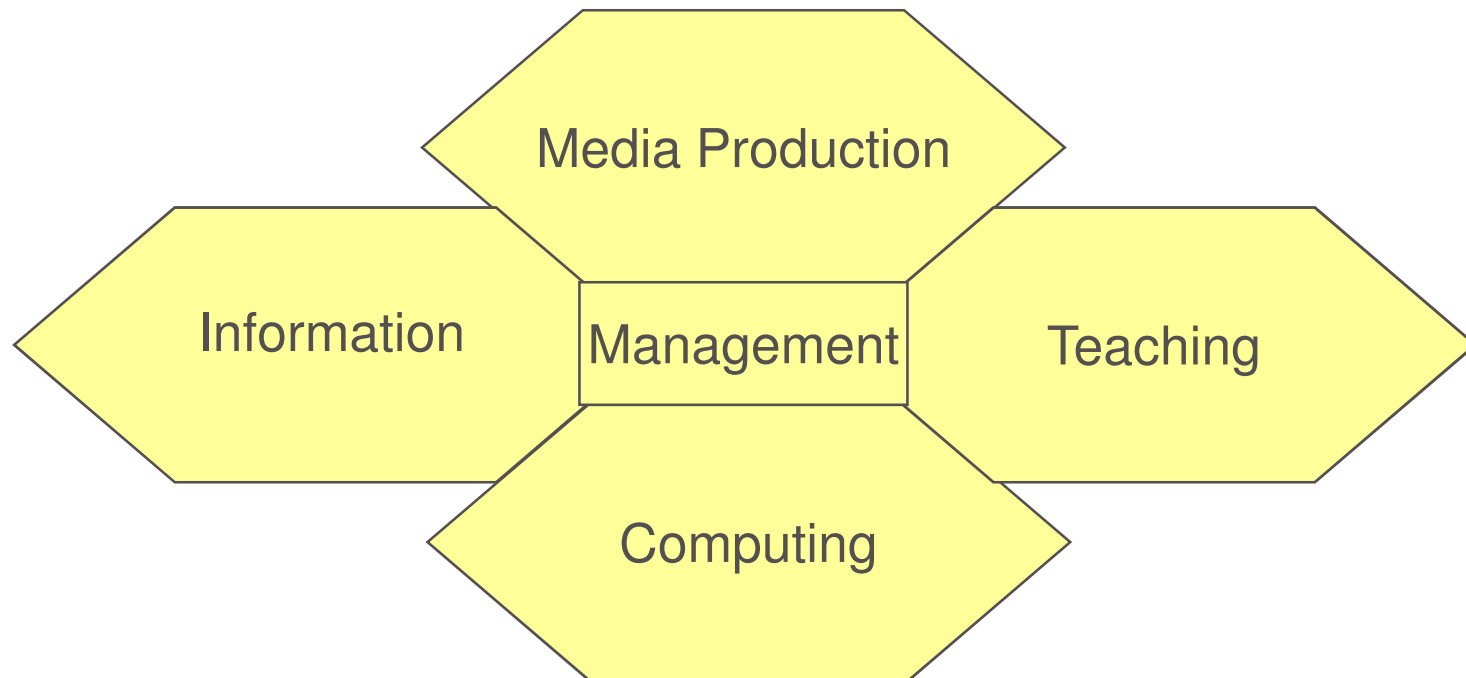 Media Production
Information
Management
Teaching
Computing